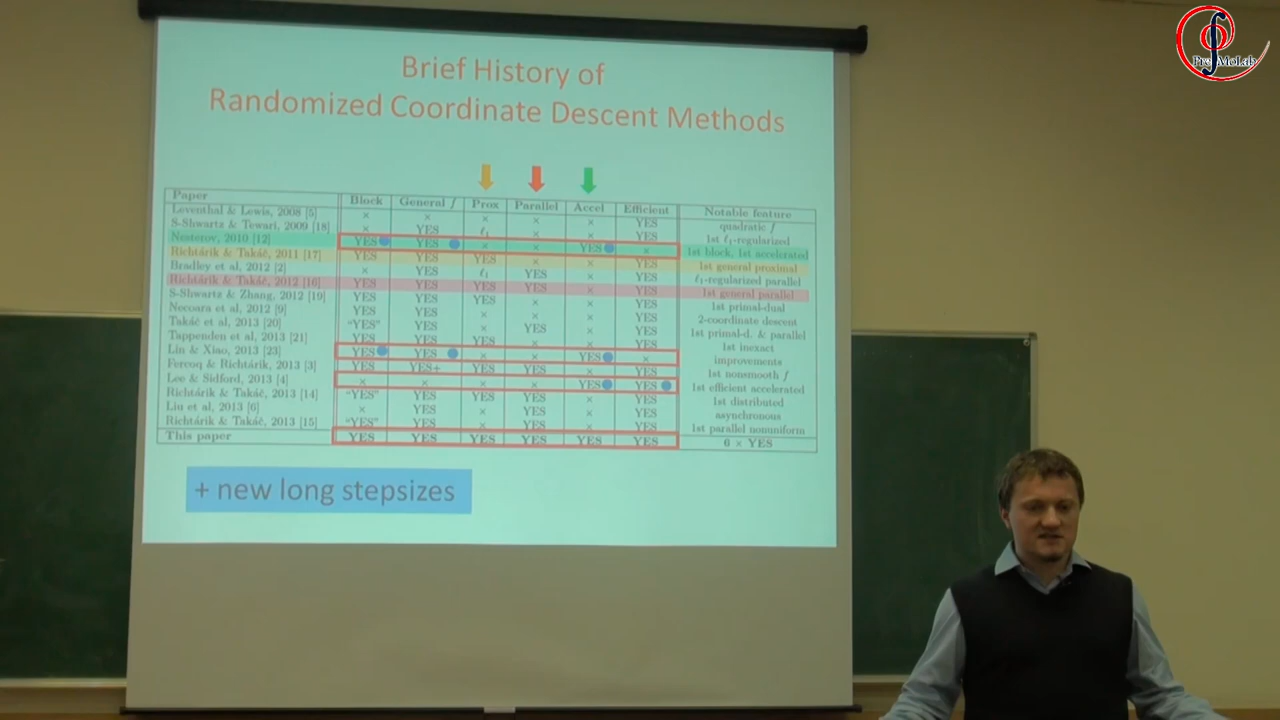 PreMoLab
Brief History of
Randomized Coordinate Descent Methods
Paper Block General f Prox Parallel Accel Efficient Notable feature
Leventhal & Lewis, 2008 [5] × × × × × YES quadratic f
S-Shwartz & Tewari, 2009 [18] × YES ℓ₁ × × YES 1st ℓ₁-regularized
Nesterov, 2010 [12] YES YES × × YES × 1st block, 1st accelerated
Richtárik & Takáč, 2011 [17] YES YES YES × × YES 1st general proximal
Bradley et al, 2012 [2] × YES ℓ₁ YES × YES ℓ₁-regularized parallel
Richtárik & Takáč, 2012 [16] YES YES YES YES × YES 1st general parallel
S-Shwartz & Zhang, 2012 [19] YES YES YES × × YES 1st primal-dual
Necoara et al, 2012 [9] YES YES × × × YES 2-coordinate descent
Takáč et al, 2013 [20] "YES" YES × YES × YES 1st primal-d. & parallel
Tappenden et al, 2013 [21] YES YES YES × × YES 1st inexact
Lin & Xiao, 2013 [23] YES YES × × YES × improvements
Fercoq & Richtárik, 2013 [3] YES YES+ YES YES × YES 1st nonsmooth f
Lee & Sidford, 2013 [4] × × × × YES YES 1st efficient accelerated
Richtárik & Takáč, 2013 [14] "YES" YES YES YES × YES 1st distributed
Liu et al, 2013 [6] × YES × YES × YES asynchronous
Richtárik & Takáč, 2013 [15] "YES" YES × YES × YES 1st parallel nonuniform
This paper YES YES YES YES YES YES 6 × YES
+ new long stepsizes